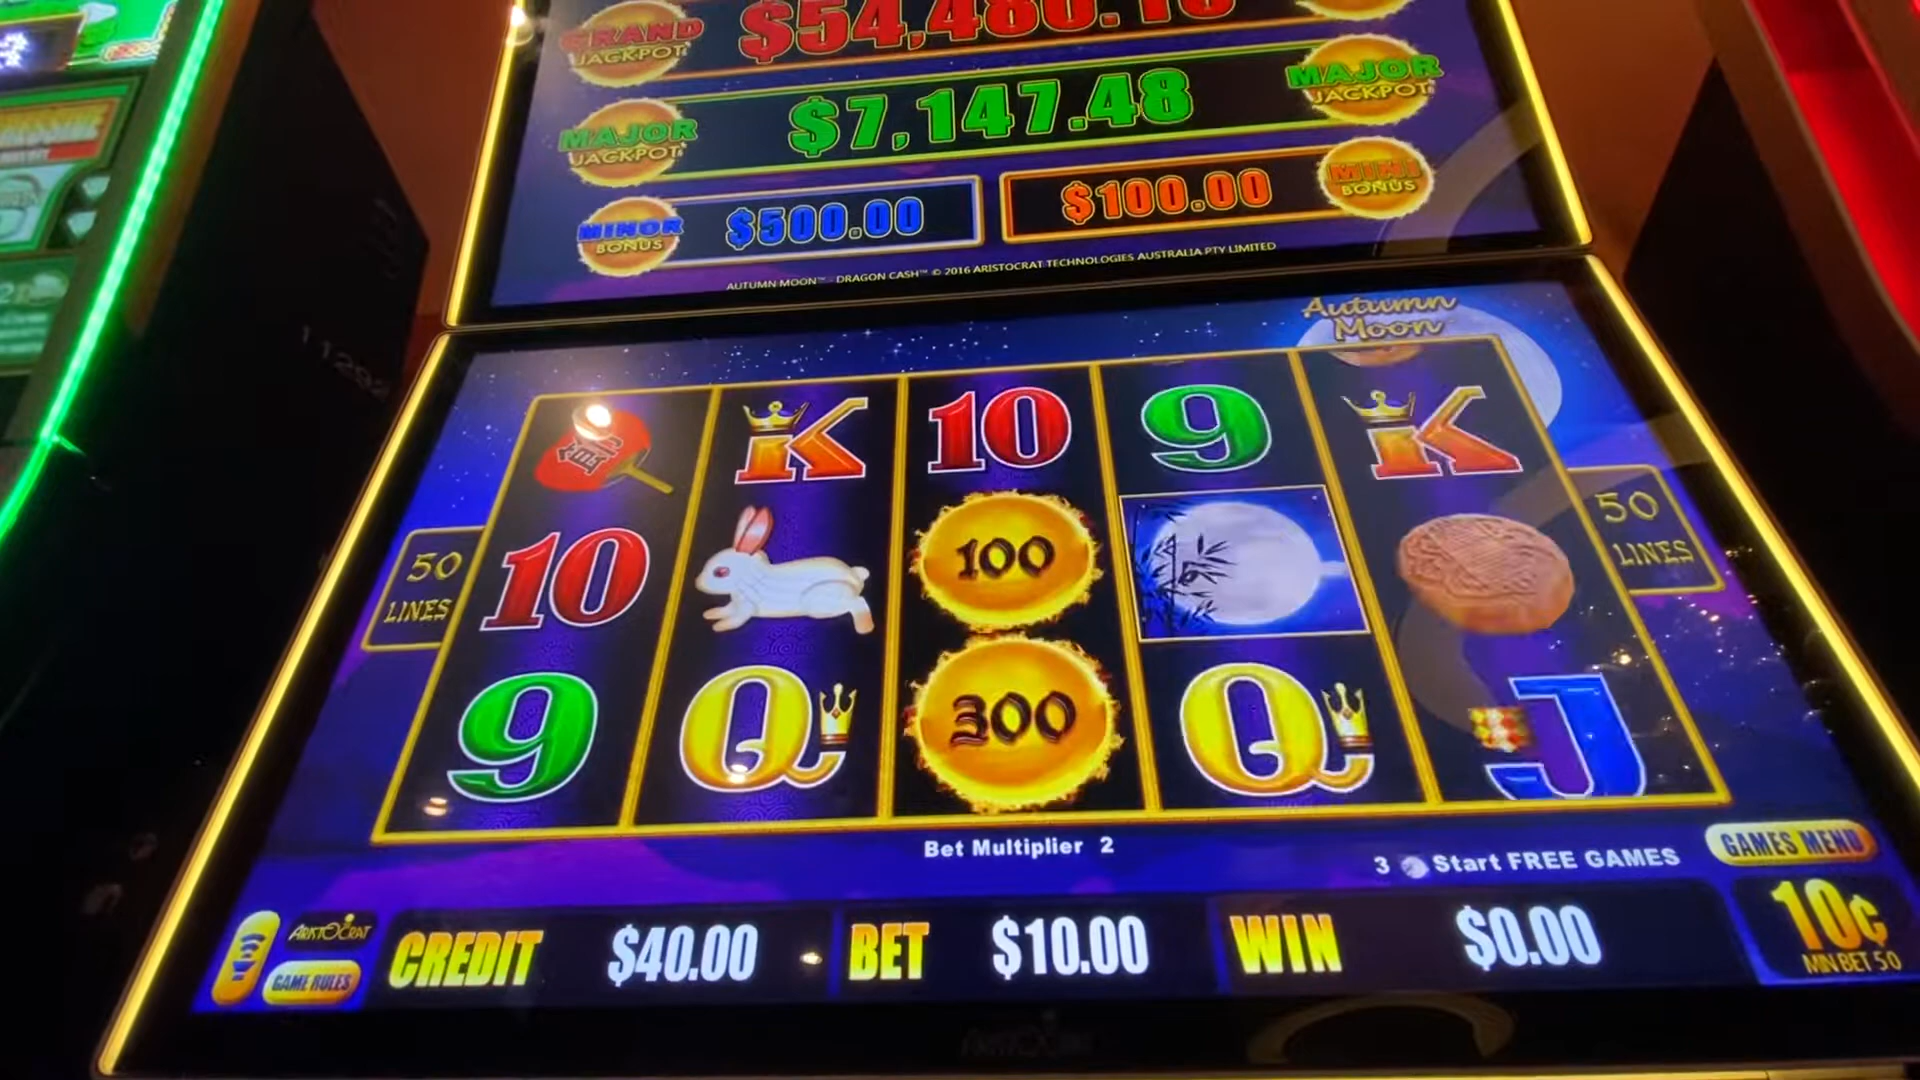 GRAND
JACKPOT
$54,480.10
MAJOR
JACKPOT
$7,147.48
MAJOR
JACKPOT
MINOR
BONUS
$500.00
$100.00
MINI
BONUS
AUTUMN MOON™ - DRAGON CASH™ © 2016 ARISTOCRAT TECHNOLOGIES AUSTRALIA PTY LIMITED
Autumn
Moon
K 10 9 K
50
LINES
10 100
50
LINES
9 Q 300 Q J
Bet Multiplier 2
3 Start FREE GAMES
GAMES MENU
ARISTOCRAT
GAME RULES
CREDIT $40.00
BET $10.00
WIN $0.00
10¢
MIN BET 50